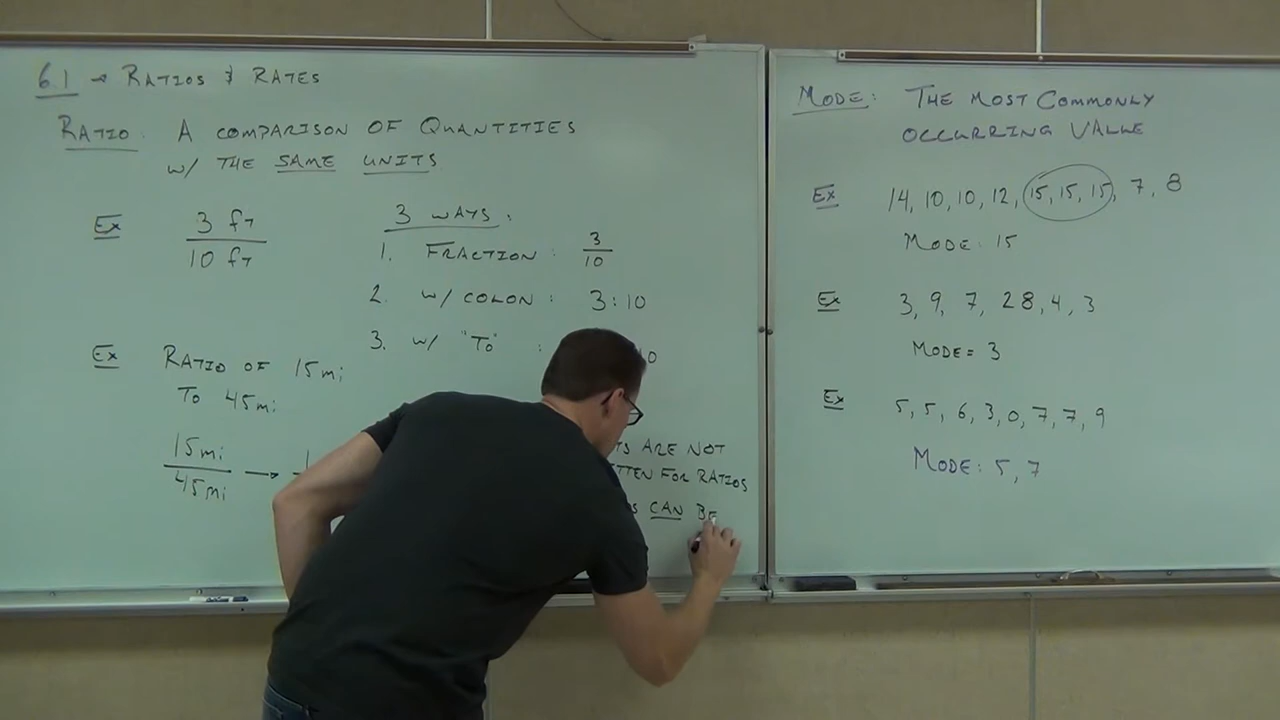 6.1 → RATIOS & RATES
RATIO: A COMPARISON OF QUANTITIES
W/ THE SAME UNITS.
Ex 3 ft
10 ft
3 WAYS:
1. FRACTION: 3
10
2. W/ COLON: 3:10
3. W/ "TO" :
Ex RATIO OF 15mi
TO 45mi
15mi → 1
45mi
ARE NOT
FOR RATIOS
CAN BE
MODE: THE MOST COMMONLY
OCCURRING VALUE
Ex 14, 10, 10, 12, 15, 15, 15, 7, 8
MODE: 15
Ex 3, 9, 7, 28, 4, 3
MODE = 3
Ex 5, 5, 6, 3, 0, 7, 7, 9
MODE: 5, 7